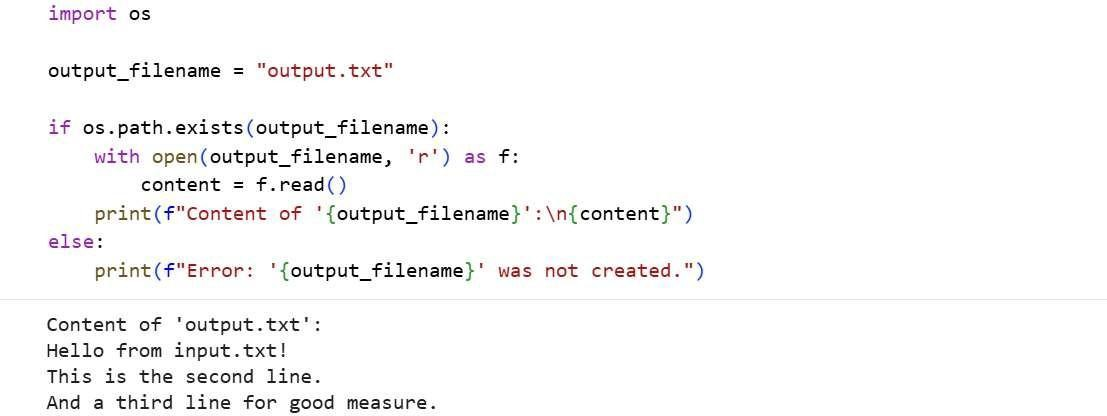 import os

output_filename = "output.txt"

if os.path.exists(output_filename):
    with open(output_filename, 'r') as f:
        content = f.read()
    print(f"Content of '{output_filename}':\n{content}")
else:
    print(f"Error: '{output_filename}' was not created.")
Content of 'output.txt':
Hello from input.txt!
This is the second line.
And a third line for good measure.